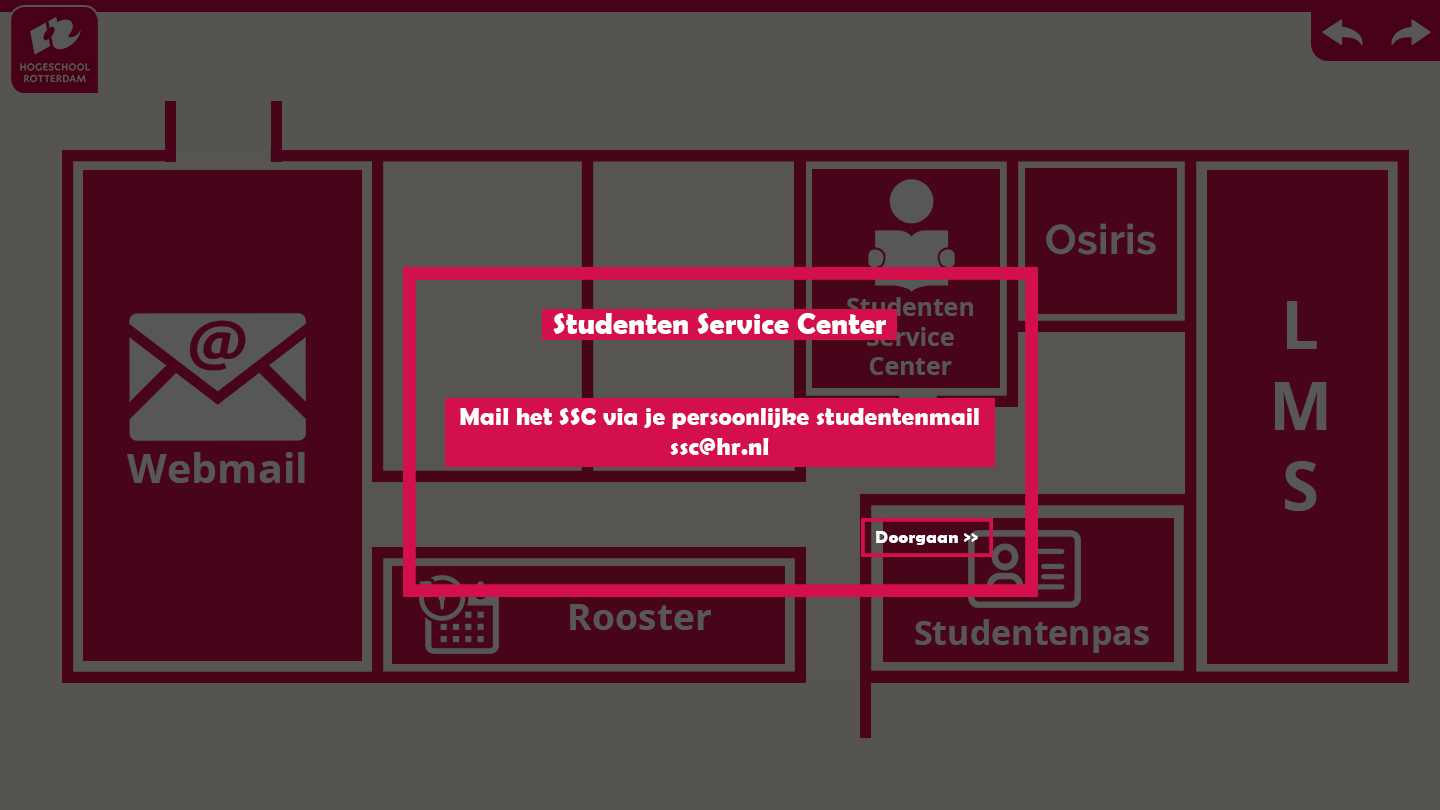 HOGESCHOOL
ROTTERDAM
Studenten
Service
Center
Osiris
L
M
S
@
Webmail
Studenten Service Center
Mail het SSC via je persoonlijke studentenmail
ssc@hr.nl
Doorgaan >>
Rooster
Studentenpas